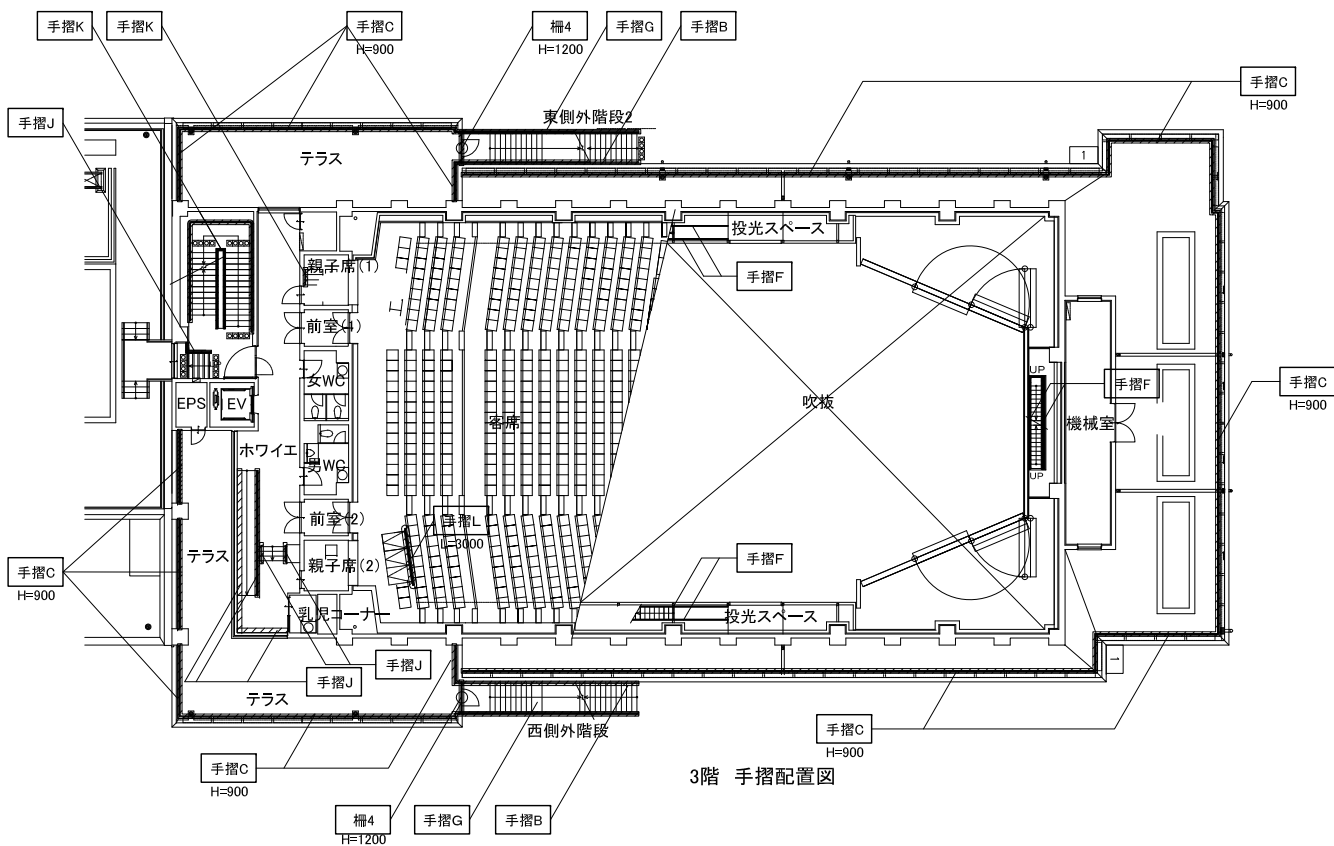 手摺K
手摺K
手摺C
H=900
柵4
H=1200
手摺G
手摺B
手摺C
H=900
手摺J
東側外階段2
テラス
1
投光スペース
親子席(1)
手摺F
前室(1)
女WC
UP
手摺F
手摺C
H=900
EPS
EV
客席
吹抜
機械室
ホワイエ
男WC
UP
前室(2)
手摺L
L=3000
テラス
親子席(2)
手摺F
手摺C
H=900
乳児コーナー
投光スペース
手摺J
手摺J
1
テラス
西側外階段
手摺C
H=900
手摺C
H=900
3階 手摺配置図
柵4
H=1200
手摺G
手摺B